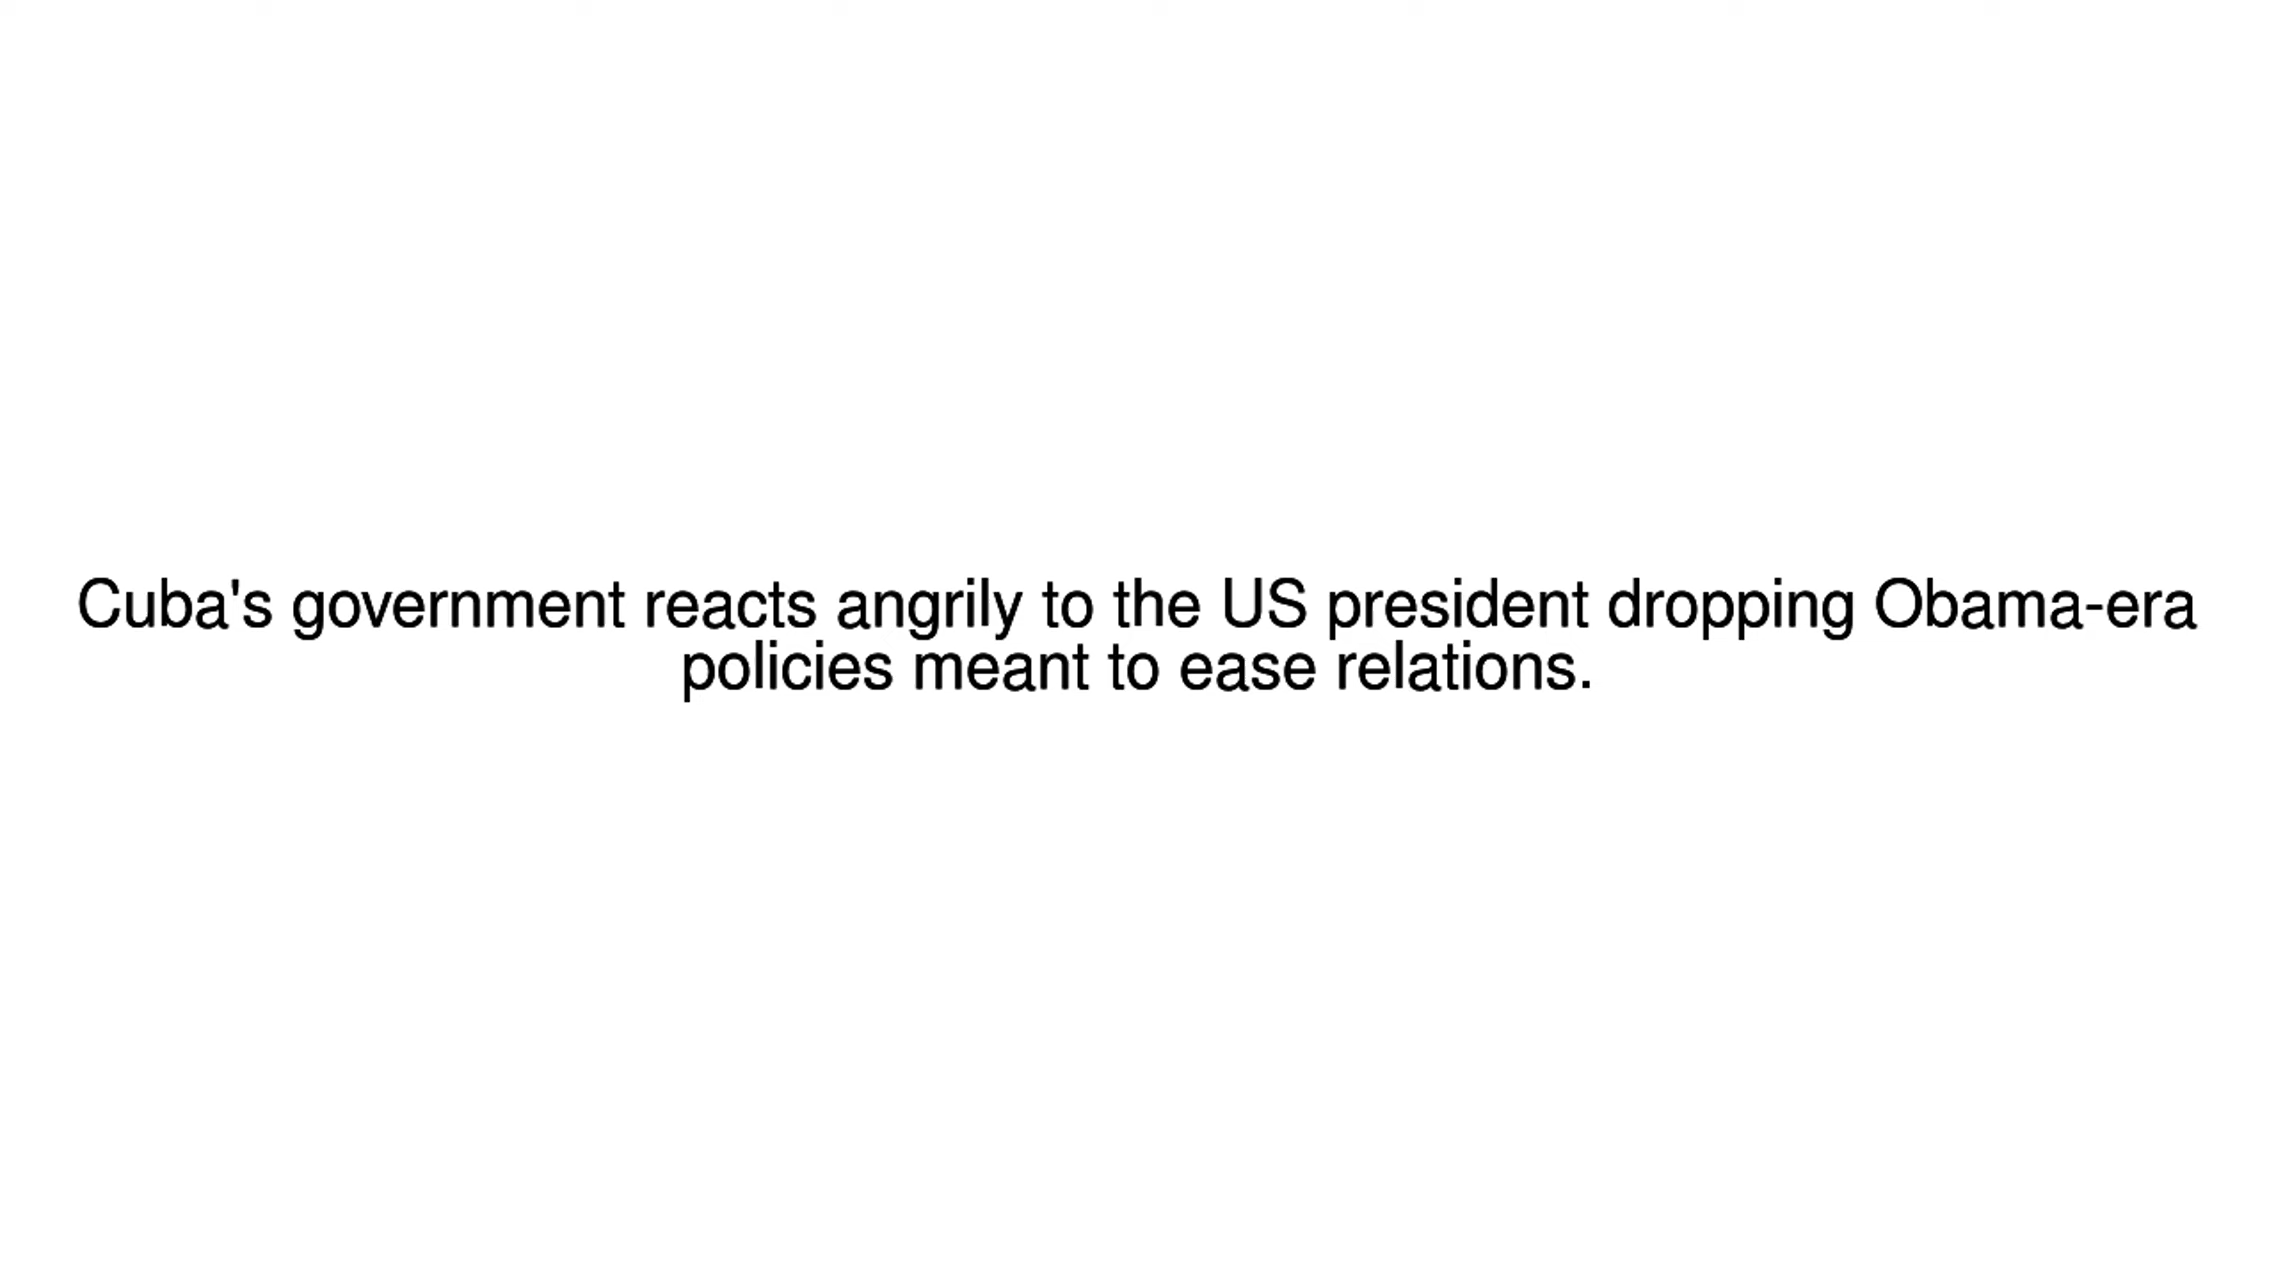 Cuba's government reacts angrily to the US president dropping Obama-era
policies meant to ease relations.